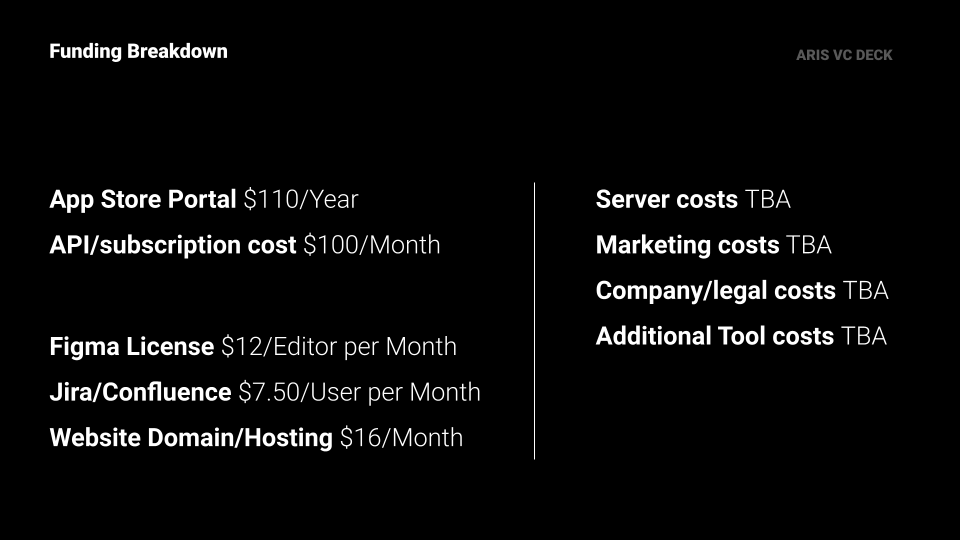 Funding Breakdown
ARIS VC DECK
App Store Portal $110/Year
API/subscription cost $100/Month
Figma License $12/Editor per Month
Jira/Confluence $7.50/User per Month
Website Domain/Hosting $16/Month
Server costs TBA
Marketing costs TBA
Company/legal costs TBA
Additional Tool costs TBA